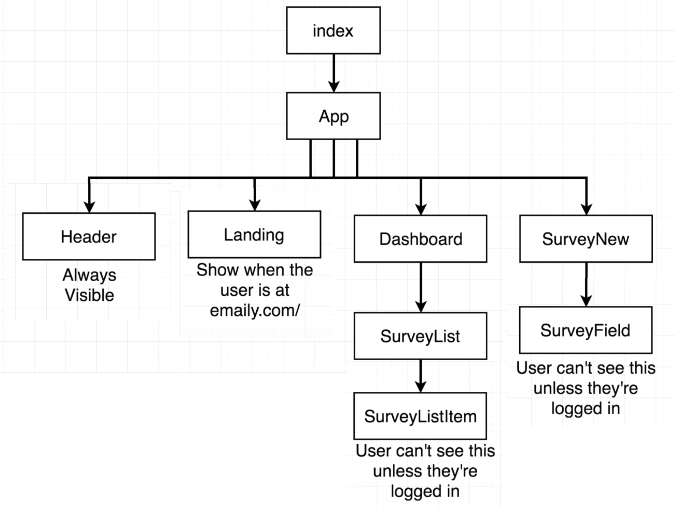 index
App
Header
Landing
Dashboard
SurveyNew
Always
Visible
Show when the
user is at
emaily.com/
SurveyList
SurveyField
User can't see this
unless they're
logged in
SurveyListItem
User can't see this
unless they're
logged in